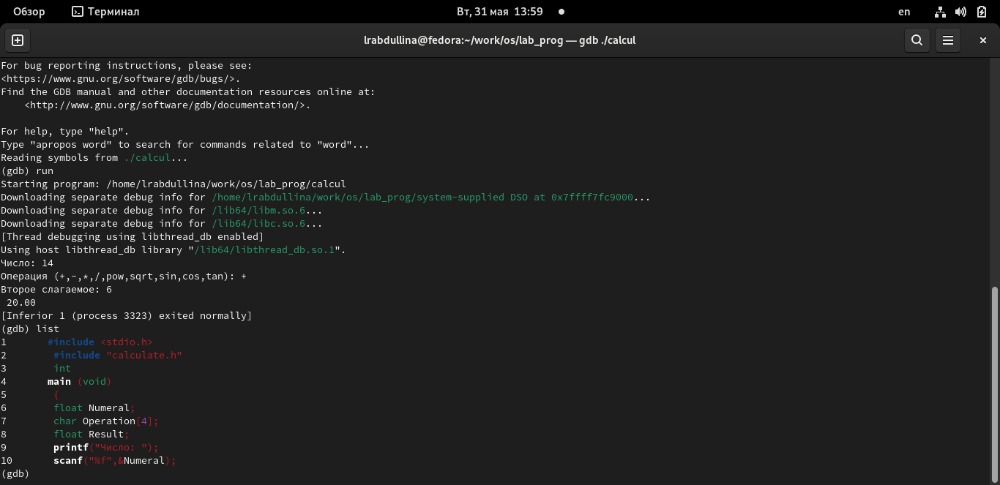 Обзор Терминал Вт, 31 мая 13:59 en
lrabdullina@fedora:~/work/os/lab_prog — gdb ./calcul
For bug reporting instructions, please see:
<https://www.gnu.org/software/gdb/bugs/>.
Find the GDB manual and other documentation resources online at:
    <http://www.gnu.org/software/gdb/documentation/>.

For help, type "help".
Type "apropos word" to search for commands related to "word"...
Reading symbols from ./calcul...
(gdb) run
Starting program: /home/lrabdullina/work/os/lab_prog/calcul
Downloading separate debug info for /home/lrabdullina/work/os/lab_prog/system-supplied DSO at 0x7ffff7fc9000...
Downloading separate debug info for /lib64/libm.so.6...
Downloading separate debug info for /lib64/libc.so.6...
[Thread debugging using libthread_db enabled]
Using host libthread_db library "/lib64/libthread_db.so.1".
Число: 14
Операция (+,-,*,/,pow,sqrt,sin,cos,tan): +
Второе слагаемое: 6
 20.00
[Inferior 1 (process 3323) exited normally]
(gdb) list
1       #include <stdio.h>
2        #include "calculate.h"
3        int
4       main (void)
5        {
6        float Numeral;
7        char Operation[4];
8        float Result;
9        printf("Число: ");
10       scanf("%f",&Numeral);
(gdb)